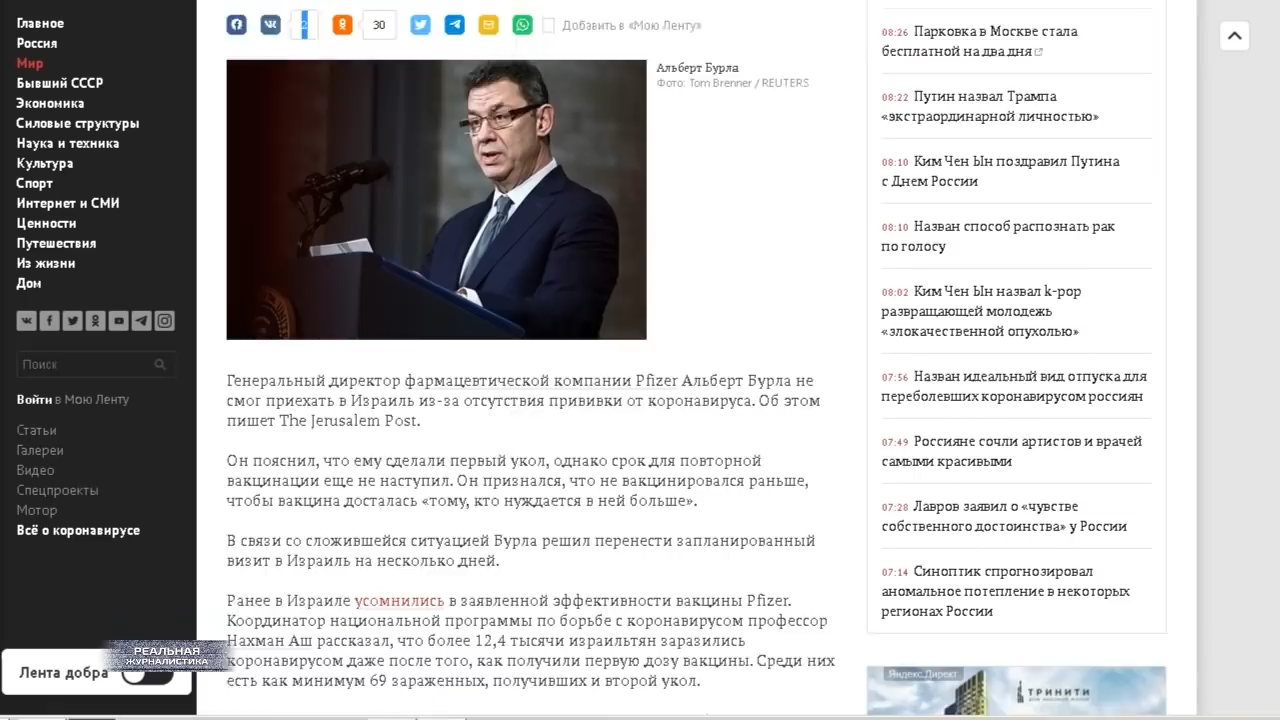 Главное
Россия
Мир
Бывший СССР
Экономика
Силовые структуры
Наука и техника
Культура
Спорт
Интернет и СМИ
Ценности
Путешествия
Из жизни
Дом
Поиск
Войти в Мою Ленту
Статьи
Галереи
Видео
Спецпроекты
Мотор
Всё о коронавирусе
Лента добра
РЕАЛЬНАЯ
ЖУРНАЛИСТИКА
30
Добавить в «Мою Ленту»
Альберт Бурла
Фото: Tom Brenner / REUTERS
Генеральный директор фармацевтической компании Pfizer Альберт Бурла не
смог приехать в Израиль из-за отсутствия прививки от коронавируса. Об этом
пишет The Jerusalem Post.
Он пояснил, что ему сделали первый укол, однако срок для повторной
вакцинации еще не наступил. Он признался, что не вакцинировался раньше,
чтобы вакцина досталась «тому, кто нуждается в ней больше».
В связи со сложившейся ситуацией Бурла решил перенести запланированный
визит в Израиль на несколько дней.
Ранее в Израиле усомнились в заявленной эффективности вакцины Pfizer.
Координатор национальной программы по борьбе с коронавирусом профессор
Нахман Аш рассказал, что более 12,4 тысячи израильтян заразились
коронавирусом даже после того, как получили первую дозу вакцины. Среди них
есть как минимум 69 зараженных, получивших и второй укол.
08:26 Парковка в Москве стала
бесплатной на два дня
08:22 Путин назвал Трампа
«экстраординарной личностью»
08:10 Ким Чен Ын поздравил Путина
с Днем России
08:10 Назван способ распознать рак
по голосу
08:02 Ким Чен Ын назвал k-pop
развращающей молодежь
«злокачественной опухолью»
07:56 Назван идеальный вид отпуска для
переболевших коронавирусом россиян
07:49 Россияне сочли артистов и врачей
самыми красивыми
07:28 Лавров заявил о «чувстве
собственного достоинства» у России
07:14 Синоптик спрогнозировал
аномальное потепление в некоторых
регионах России
Яндекс.Директ
ТРИНИТИ